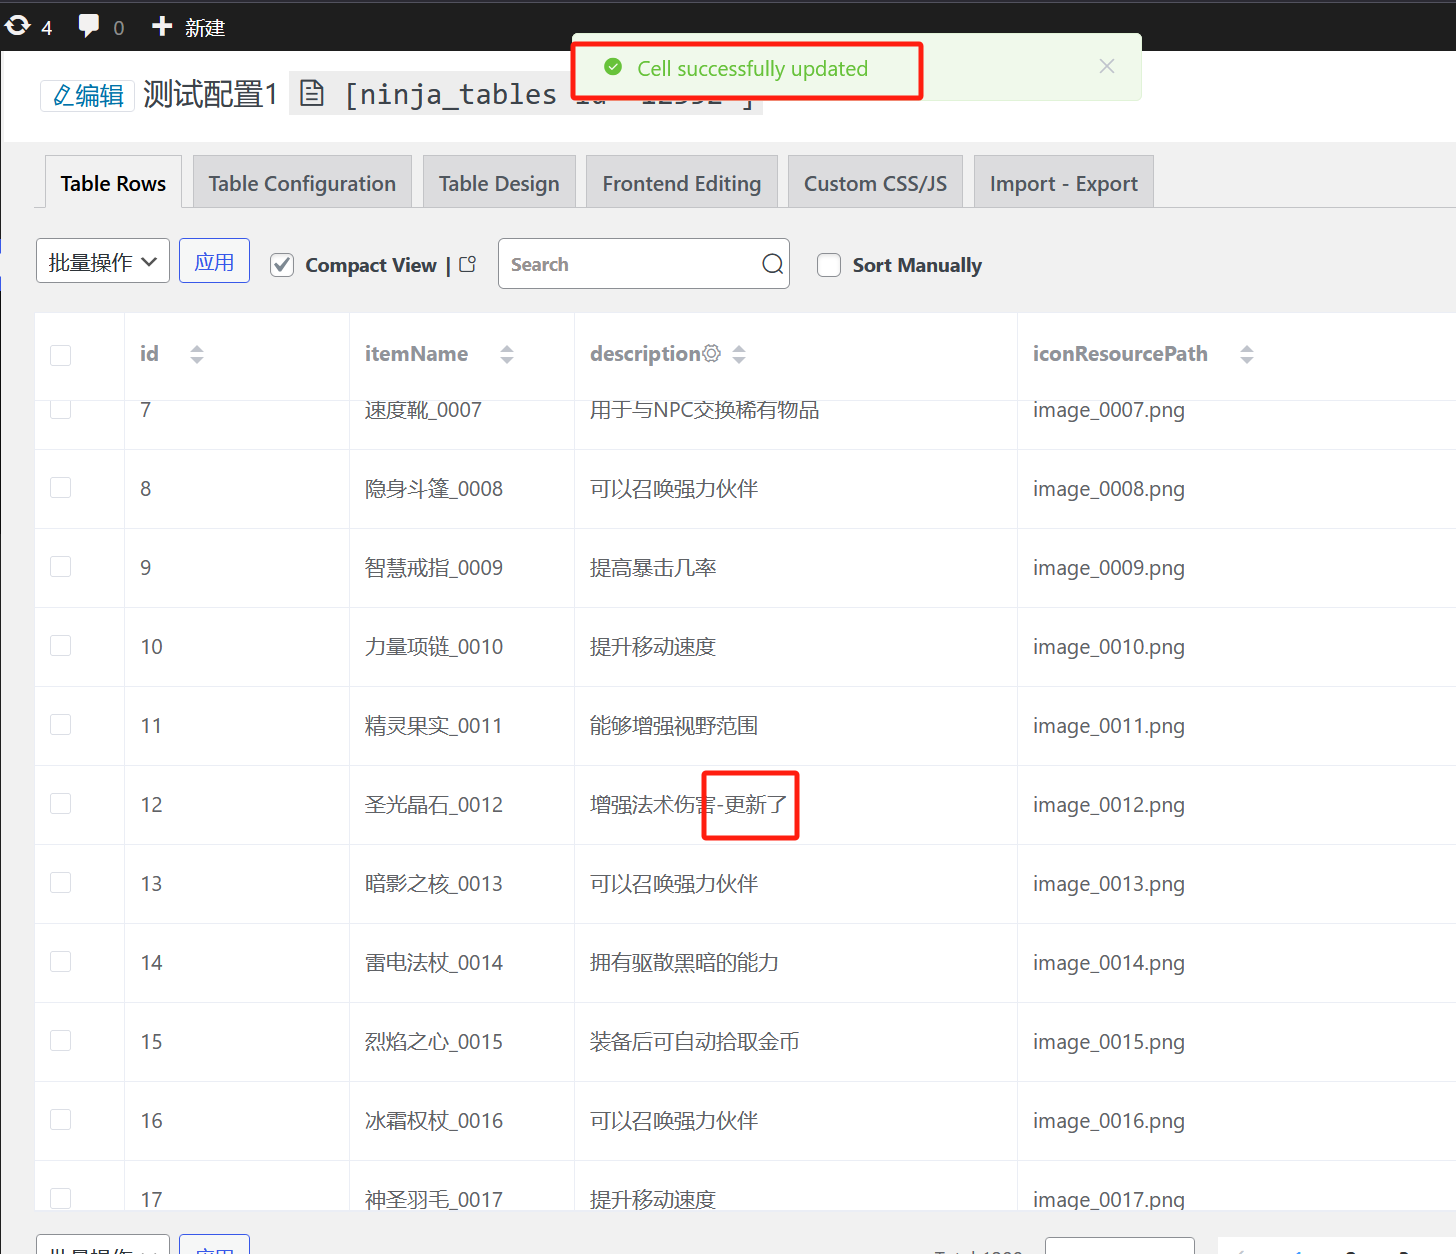 4 0 新建
Cell successfully updated
编辑 测试配置1 [ninja_tables
Table Rows Table Configuration Table Design Frontend Editing Custom CSS/JS Import - Export
批量操作 应用 Compact View | Search Sort Manually
id itemName description iconResourcePath
7 速度靴_0007 用于与NPC交换稀有物品 image_0007.png
8 隐身斗篷_0008 可以召唤强力伙伴 image_0008.png
9 智慧戒指_0009 提高暴击几率 image_0009.png
10 力量项链_0010 提升移动速度 image_0010.png
11 精灵果实_0011 能够增强视野范围 image_0011.png
12 圣光晶石_0012 增强法术伤害-更新了 image_0012.png
13 暗影之核_0013 可以召唤强力伙伴 image_0013.png
14 雷电法杖_0014 拥有驱散黑暗的能力 image_0014.png
15 烈焰之心_0015 装备后可自动拾取金币 image_0015.png
16 冰霜权杖_0016 可以召唤强力伙伴 image_0016.png
17 神圣羽毛_0017 提升移动速度 image_0017.png
批量操作 应用